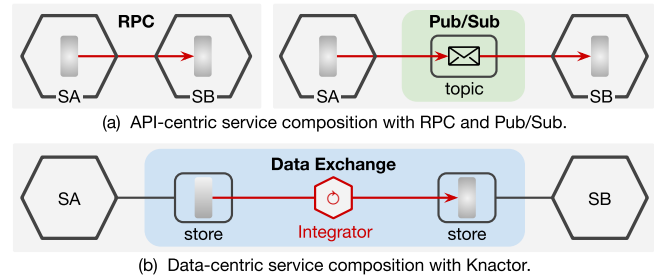 RPC
SA
SB
Pub/Sub
SA
topic
SB
(a) API-centric service composition with RPC and Pub/Sub.
Data Exchange
SA
store
Integrator
store
SB
(b) Data-centric service composition with Knactor.